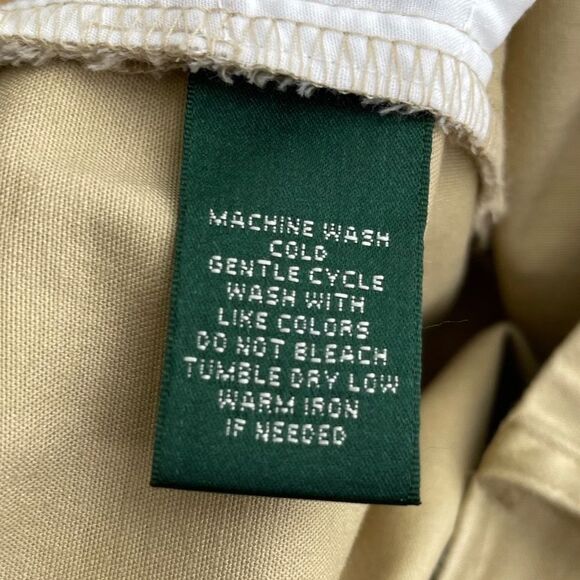 MACHINE WASH
COLD
GENTLE CYCLE
WASH WITH
LIKE COLORS
DO NOT BLEACH
TUMBLE DRY LOW
WARM IRON
IF NEEDED